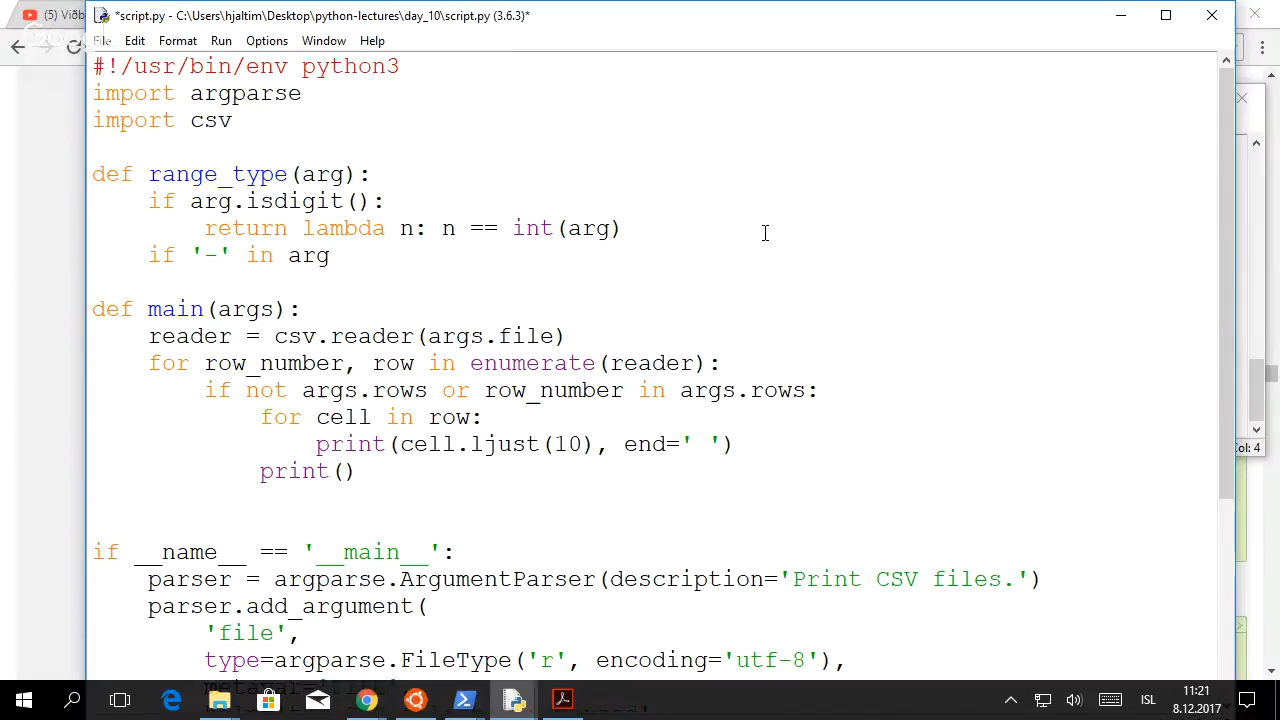 Viðb
*script.py - C:\Users\hjaltim\Desktop\python-lectures\day_10\script.py (3.6.3)*
File Edit Format Run Options Window Help
#!/usr/bin/env python3
import argparse
import csv
def range_type(arg):
if arg.isdigit():
return lambda n: n == int(arg)
if '-' in arg
def main(args):
reader = csv.reader(args.file)
for row_number, row in enumerate(reader):
if not args.rows or row_number in args.rows:
for cell in row:
print(cell.ljust(10), end=' ')
print()
if __name__ == '__main__':
parser = argparse.ArgumentParser(description='Print CSV files.')
parser.add_argument(
'file',
type=argparse.FileType('r', encoding='utf-8'),
Col: 4
ÍSL
11:21
8.12.2017